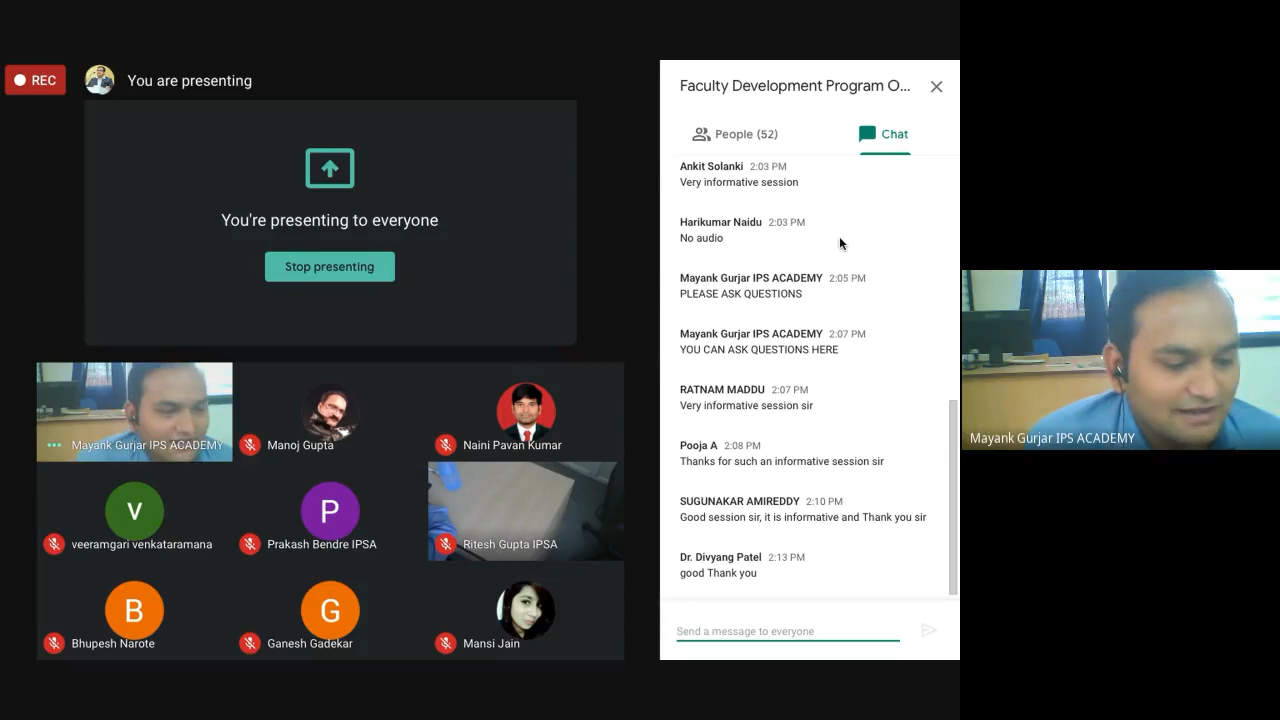 REC
You are presenting
You're presenting to everyone
Stop presenting
Mayank Gurjar IPS ACADEMY
Manoj Gupta
Naini Pavan Kumar
V
veeramgari venkataramana
P
Prakash Bendre IPSA
Ritesh Gupta IPSA
B
Bhupesh Narote
G
Ganesh Gadekar
Mansi Jain
Faculty Development Program O...
People (52)
Chat
Ankit Solanki 2:03 PM
Very informative session
Harikumar Naidu 2:03 PM
No audio
Mayank Gurjar IPS ACADEMY 2:05 PM
PLEASE ASK QUESTIONS
Mayank Gurjar IPS ACADEMY 2:07 PM
YOU CAN ASK QUESTIONS HERE
RATNAM MADDU 2:07 PM
Very informative session sir
Pooja A 2:08 PM
Thanks for such an informative session sir
SUGUNAKAR AMIREDDY 2:10 PM
Good session sir, it is informative and Thank you sir
Dr. Divyang Patel 2:13 PM
good Thank you
Send a message to everyone
Mayank Gurjar IPS ACADEMY